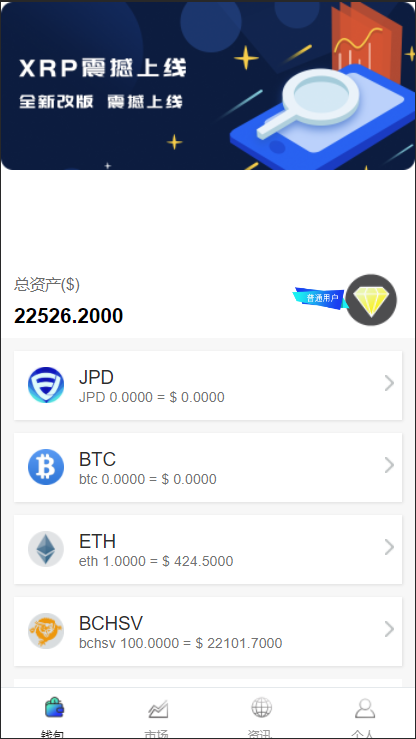 XRP震撼上线
全新改版 震撼上线
总资产($)
22526.2000
普通用户
JPD
JPD 0.0000 = $ 0.0000
BTC
btc 0.0000 = $ 0.0000
ETH
eth 1.0000 = $ 424.5000
BCHSV
bchsv 100.0000 = $ 22101.7000
钱包
市场
资讯
个人